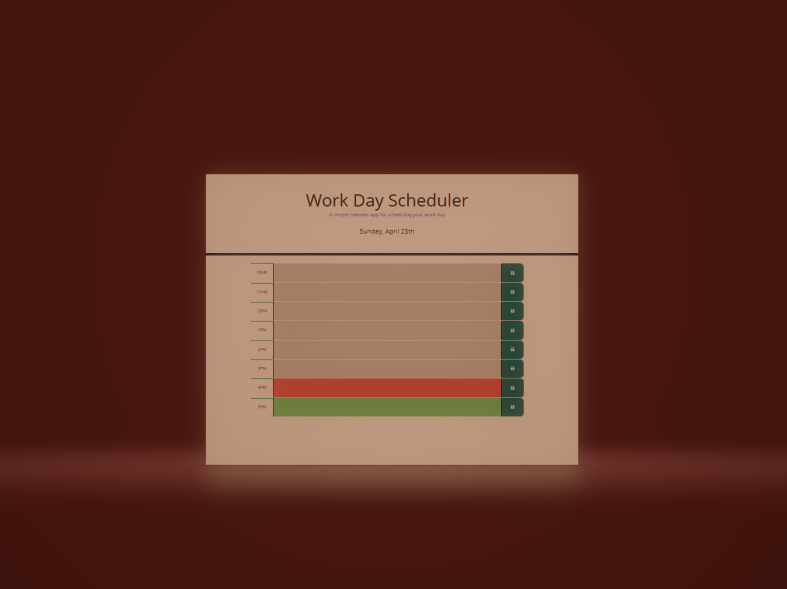 Work Day Scheduler
A simple calendar app for scheduling your work day
Sunday, April 25th
10AM
11AM
12PM
1PM
2PM
3PM
4PM
5PM